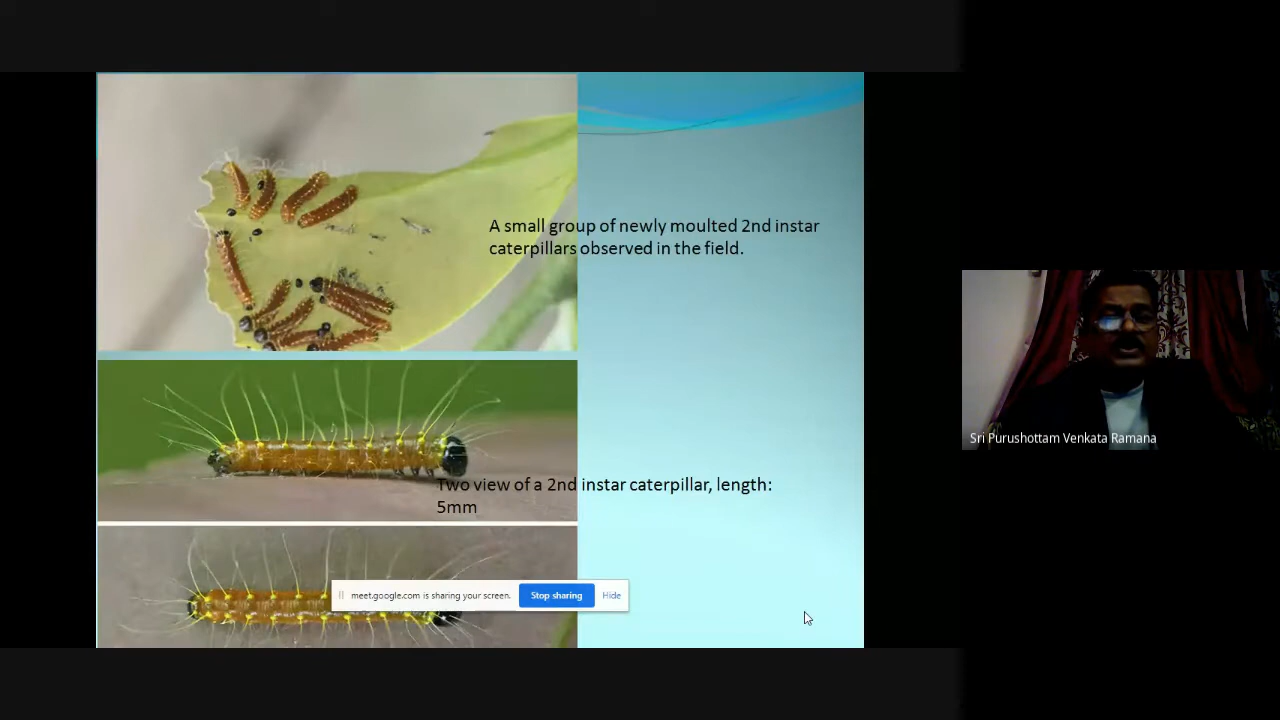 A small group of newly moulted 2nd instar
caterpillars observed in the field.
Two view of a 2nd instar caterpillar, length:
5mm
meet.google.com is sharing your screen. Stop sharing Hide
Sri Purushottam Venkata Ramana